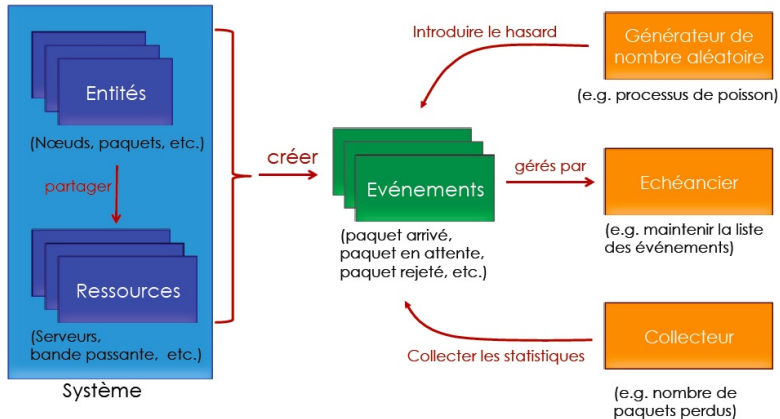 Entités
(Nœuds, paquets, etc.)
partager
Ressources
(Serveurs,
bande passante, etc.)
Système
créer
Introduire le hasard
Evénements
(paquet arrivé,
paquet en attente,
paquet rejeté, etc.)
gérés par
Collecter les statistiques
Générateur de
nombre aléatoire
(e.g. processus de poisson)
Echéancier
(e.g. maintenir la liste
des événements)
Collecteur
(e.g. nombre de
paquets perdus)